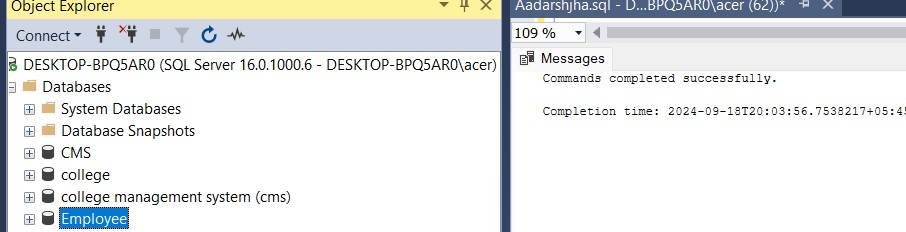 Object Explorer
Connect
DESKTOP-BPQ5AR0 (SQL Server 16.0.1000.6 - DESKTOP-BPQ5AR0\acer)
Databases
System Databases
Database Snapshots
CMS
college
college management system (cms)
Employee
Aadarshjha.sql - D...BPQ5AR0\acer (62))*
109 %
Messages
Commands completed successfully.
Completion time: 2024-09-18T20:03:56.7538217+05:45